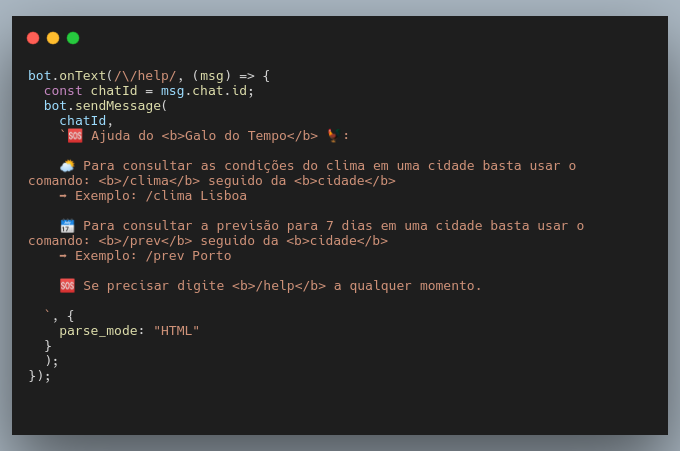 bot.onText(/\/help/, (msg) => {
  const chatId = msg.chat.id;
  bot.sendMessage(
    chatId,
    `🆘 Ajuda do <b>Galo do Tempo</b> 🐓:

    🌤️ Para consultar as condições do clima em uma cidade basta usar o
comando: <b>/clima</b> seguido da <b>cidade</b>
    ➡ Exemplo: /clima Lisboa

    📅 Para consultar a previsão para 7 dias em uma cidade basta usar o
comando: <b>/prev</b> seguido da <b>cidade</b>
    ➡ Exemplo: /prev Porto

    🆘 Se precisar digite <b>/help</b> a qualquer momento.

  `, {
    parse_mode: "HTML"
  }
  );
});